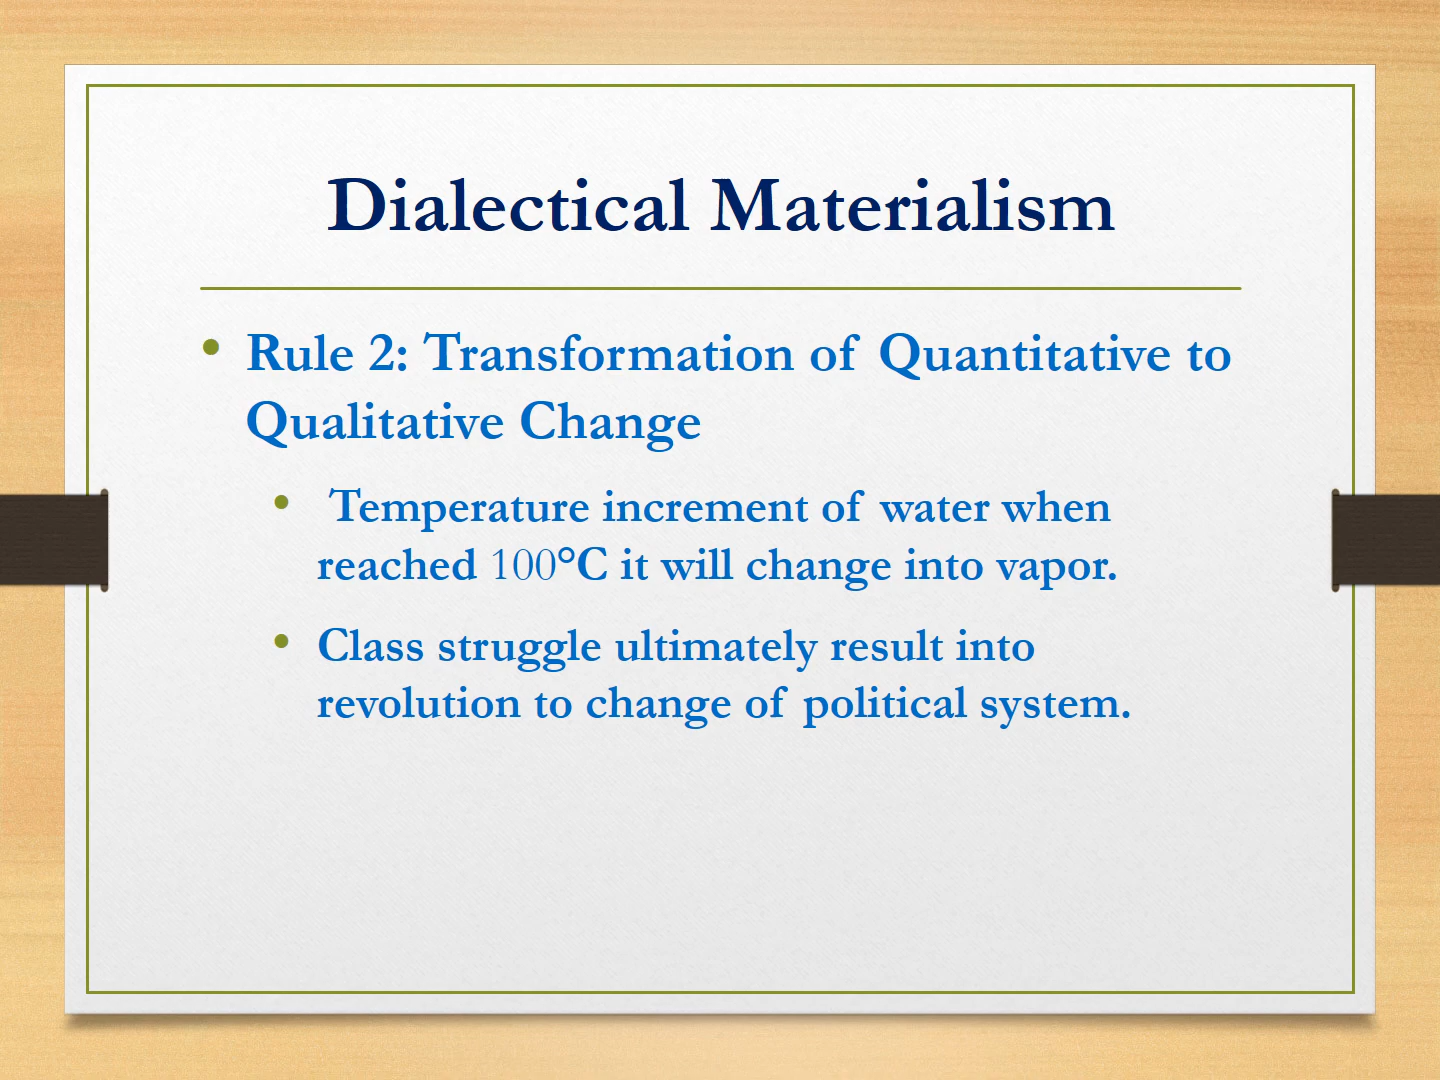 Dialectical Materialism
• Rule 2: Transformation of Quantitative to
Qualitative Change
• Temperature increment of water when
reached 100°C it will change into vapor.
• Class struggle ultimately result into
revolution to change of political system.